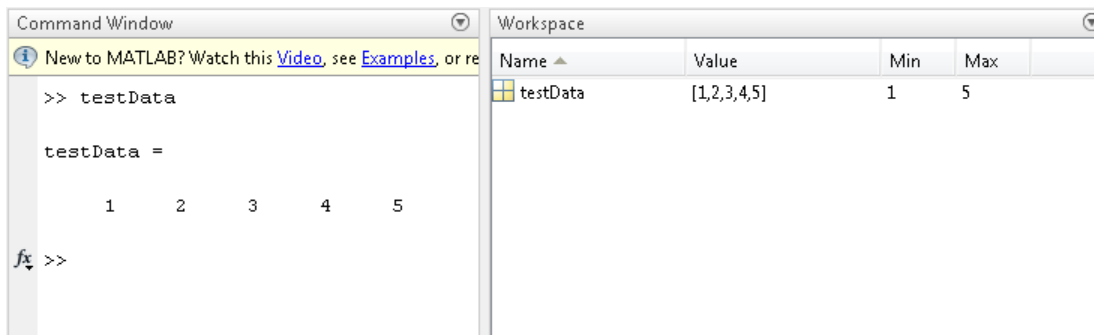 Command Window
New to MATLAB? Watch this Video, see Examples, or re
>> testData
testData =
1 2 3 4 5
fx >>
Workspace
Name Value Min Max
testData [1,2,3,4,5] 1 5